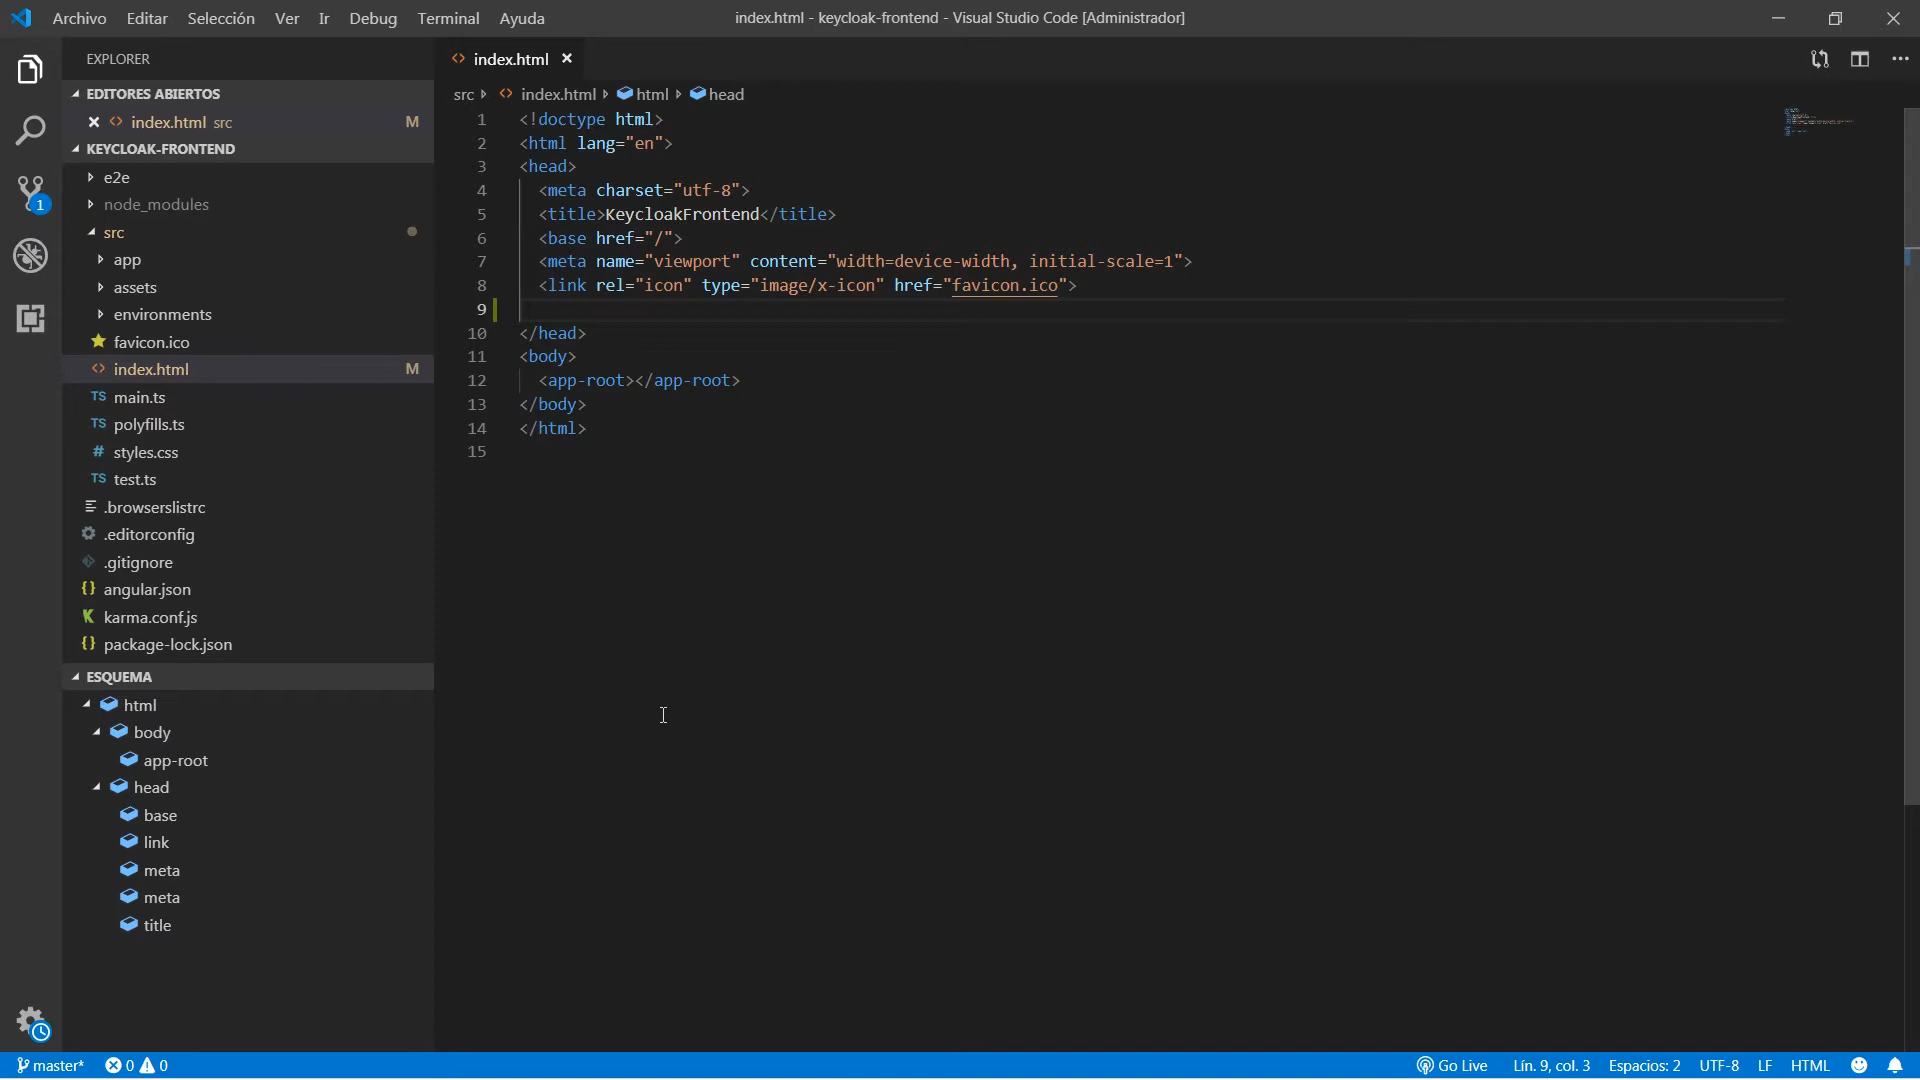 Archivo Editar Selección Ver Ir Debug Terminal Ayuda
index.html - keycloak-frontend - Visual Studio Code [Administrador]
EXPLORER
EDITORES ABIERTOS
index.html src M
KEYCLOAK-FRONTEND
e2e
node_modules
src
app
assets
environments
favicon.ico
index.html M
main.ts
polyfills.ts
styles.css
test.ts
.browserslistrc
.editorconfig
.gitignore
angular.json
karma.conf.js
package-lock.json
ESQUEMA
html
body
app-root
head
base
link
meta
meta
title
1
index.html
src index.html html head
1 <!doctype html>
2 <html lang="en">
3 <head>
4 <meta charset="utf-8">
5 <title>KeycloakFrontend</title>
6 <base href="/">
7 <meta name="viewport" content="width=device-width, initial-scale=1">
8 <link rel="icon" type="image/x-icon" href="favicon.ico">
9
10 </head>
11 <body>
12 <app-root></app-root>
13 </body>
14 </html>
15
master* 0 0 Go Live Lín. 9, col. 3 Espacios: 2 UTF-8 LF HTML